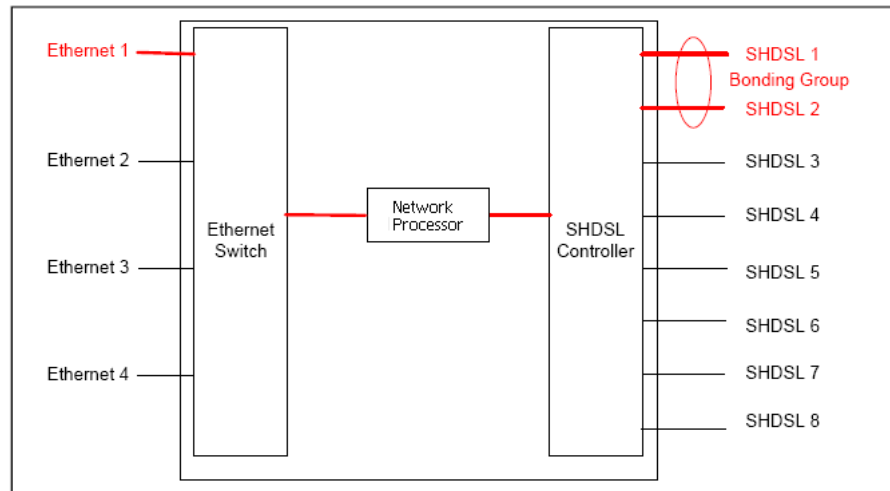 Ethernet 1
Ethernet 2
Ethernet 3
Ethernet 4
Ethernet
Switch
Network
Processor
SHDSL
Controller
SHDSL 1
Bonding Group
SHDSL 2
SHDSL 3
SHDSL 4
SHDSL 5
SHDSL 6
SHDSL 7
SHDSL 8